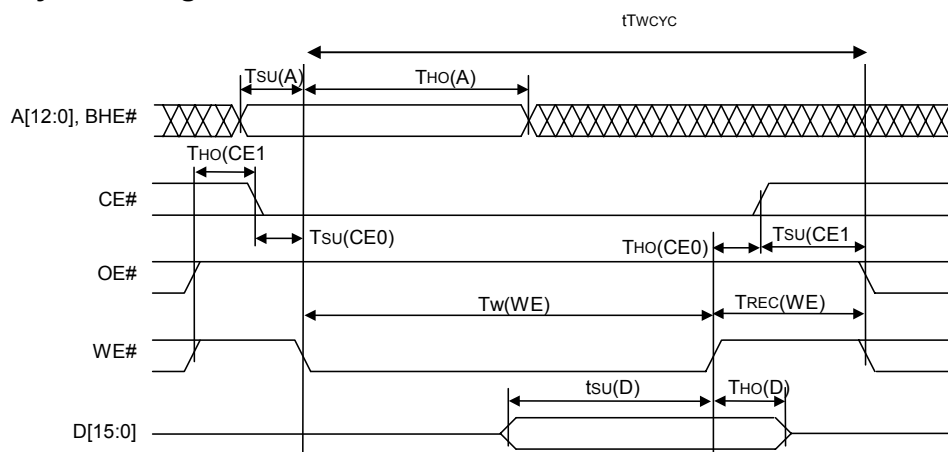 tTWCYC
TSU(A)
THO(A)
A[12:0], BHE#
THO(CE1
CE#
TSU(CE0)
THO(CE0)
TSU(CE1
OE#
TW(WE)
TREC(WE)
WE#
tSU(D)
THO(D)
D[15:0]